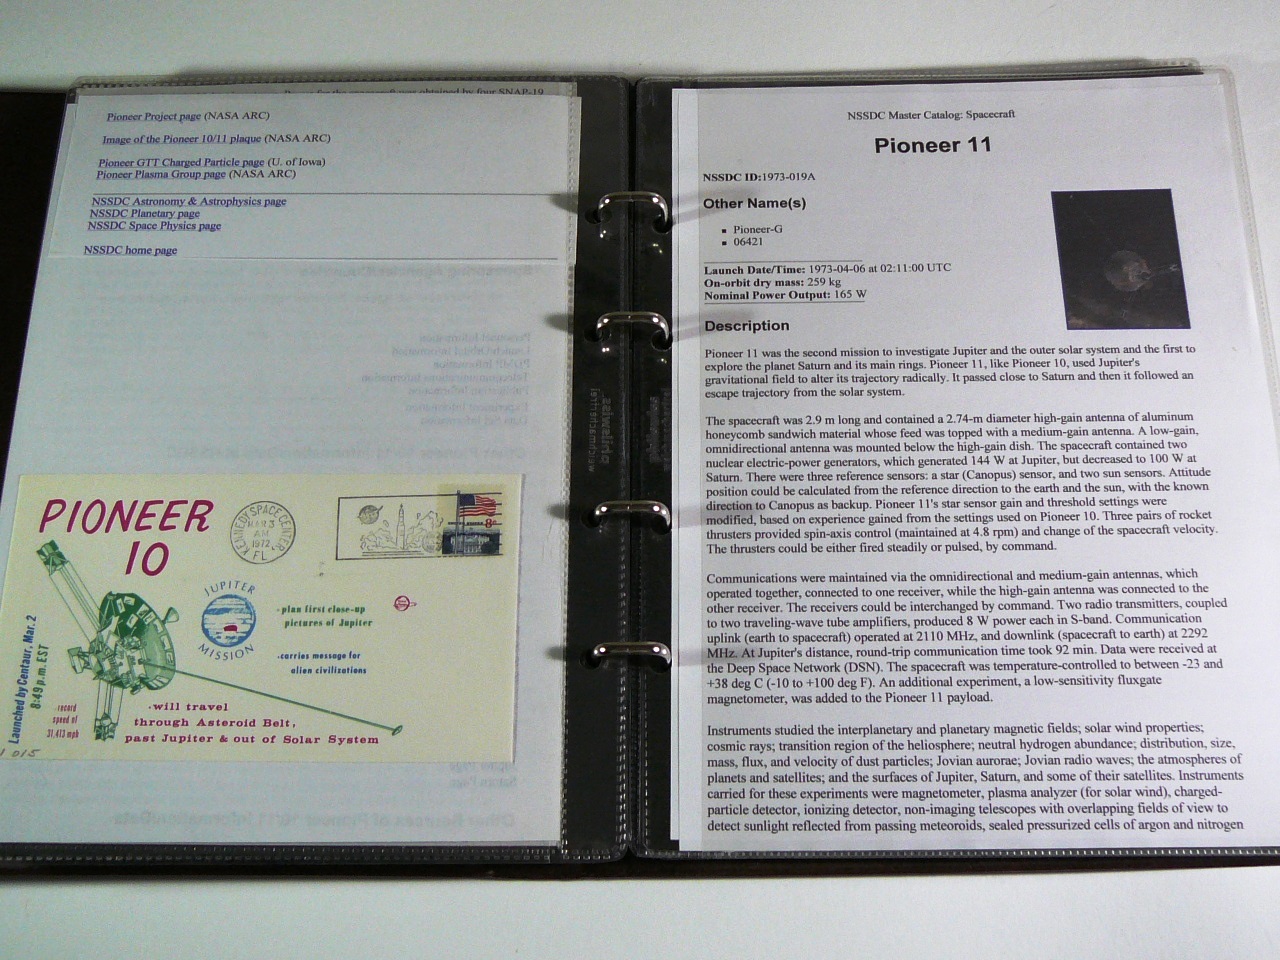 Power for the spacecraft was obtained by four SNAP-19
Pioneer Project page (NASA ARC)
Image of the Pioneer 10/11 plaque (NASA ARC)
Pioneer GTT Charged Particle page (U. of Iowa)
Pioneer Plasma Group page (NASA ARC)
NSSDC Astronomy & Astrophysics page
NSSDC Planetary page
NSSDC Space Physics page
NSSDC home page
PIONEER
10
KENNEDY SPACE CENTER,
MAR 3
AM
1972
FL
8c
JUPITER
MISSION
- plan first close-up
pictures of Jupiter
.carries message for
alien civilizations
Launched by Centaur, Mar. 2
8:49 p.m. EST
.record
speed of
31,413 mph
.will travel
through Asteroid Belt,
past Jupiter & out of Solar System
NSSDC Master Catalog: Spacecraft
Pioneer 11
NSSDC ID:1973-019A
Other Name(s)
Pioneer-G
06421
Launch Date/Time: 1973-04-06 at 02:11:00 UTC
On-orbit dry mass: 259 kg
Nominal Power Output: 165 W
Description
Pioneer 11 was the second mission to investigate Jupiter and the outer solar system and the first to
explore the planet Saturn and its main rings. Pioneer 11, like Pioneer 10, used Jupiter's
gravitational field to alter its trajectory radically. It passed close to Saturn and then it followed an
escape trajectory from the solar system.
The spacecraft was 2.9 m long and contained a 2.74-m diameter high-gain antenna of aluminum
honeycomb sandwich material whose feed was topped with a medium-gain antenna. A low-gain,
omnidirectional antenna was mounted below the high-gain dish. The spacecraft contained two
nuclear electric-power generators, which generated 144 W at Jupiter, but decreased to 100 W at
Saturn. There were three reference sensors: a star (Canopus) sensor, and two sun sensors. Attitude
position could be calculated from the reference direction to the earth and the sun, with the known
direction to Canopus as backup. Pioneer 11's star sensor gain and threshold settings were
modified, based on experience gained from the settings used on Pioneer 10. Three pairs of rocket
thrusters provided spin-axis control (maintained at 4.8 rpm) and change of the spacecraft velocity.
The thrusters could be either fired steadily or pulsed, by command.
Communications were maintained via the omnidirectional and medium-gain antennas, which
operated together, connected to one receiver, while the high-gain antenna was connected to the
other receiver. The receivers could be interchanged by command. Two radio transmitters, coupled
to two traveling-wave tube amplifiers, produced 8 W power each in S-band. Communication
uplink (earth to spacecraft) operated at 2110 MHz, and downlink (spacecraft to earth) at 2292
MHz. At Jupiter's distance, round-trip communication time took 92 min. Data were received at
the Deep Space Network (DSN). The spacecraft was temperature-controlled to between -23 and
+38 deg C (-10 to +100 deg F). An additional experiment, a low-sensitivity fluxgate
magnetometer, was added to the Pioneer 11 payload.
Instruments studied the interplanetary and planetary magnetic fields; solar wind properties;
cosmic rays; transition region of the heliosphere; neutral hydrogen abundance; distribution, size,
mass, flux, and velocity of dust particles; Jovian aurorae; Jovian radio waves; the atmospheres of
planets and satellites; and the surfaces of Jupiter, Saturn, and some of their satellites. Instruments
carried for these experiments were magnetometer, plasma analyzer (for solar wind), charged-
particle detector, ionizing detector, non-imaging telescopes with overlapping fields of view to
detect sunlight reflected from passing meteoroids, sealed pressurized cells of argon and nitrogen